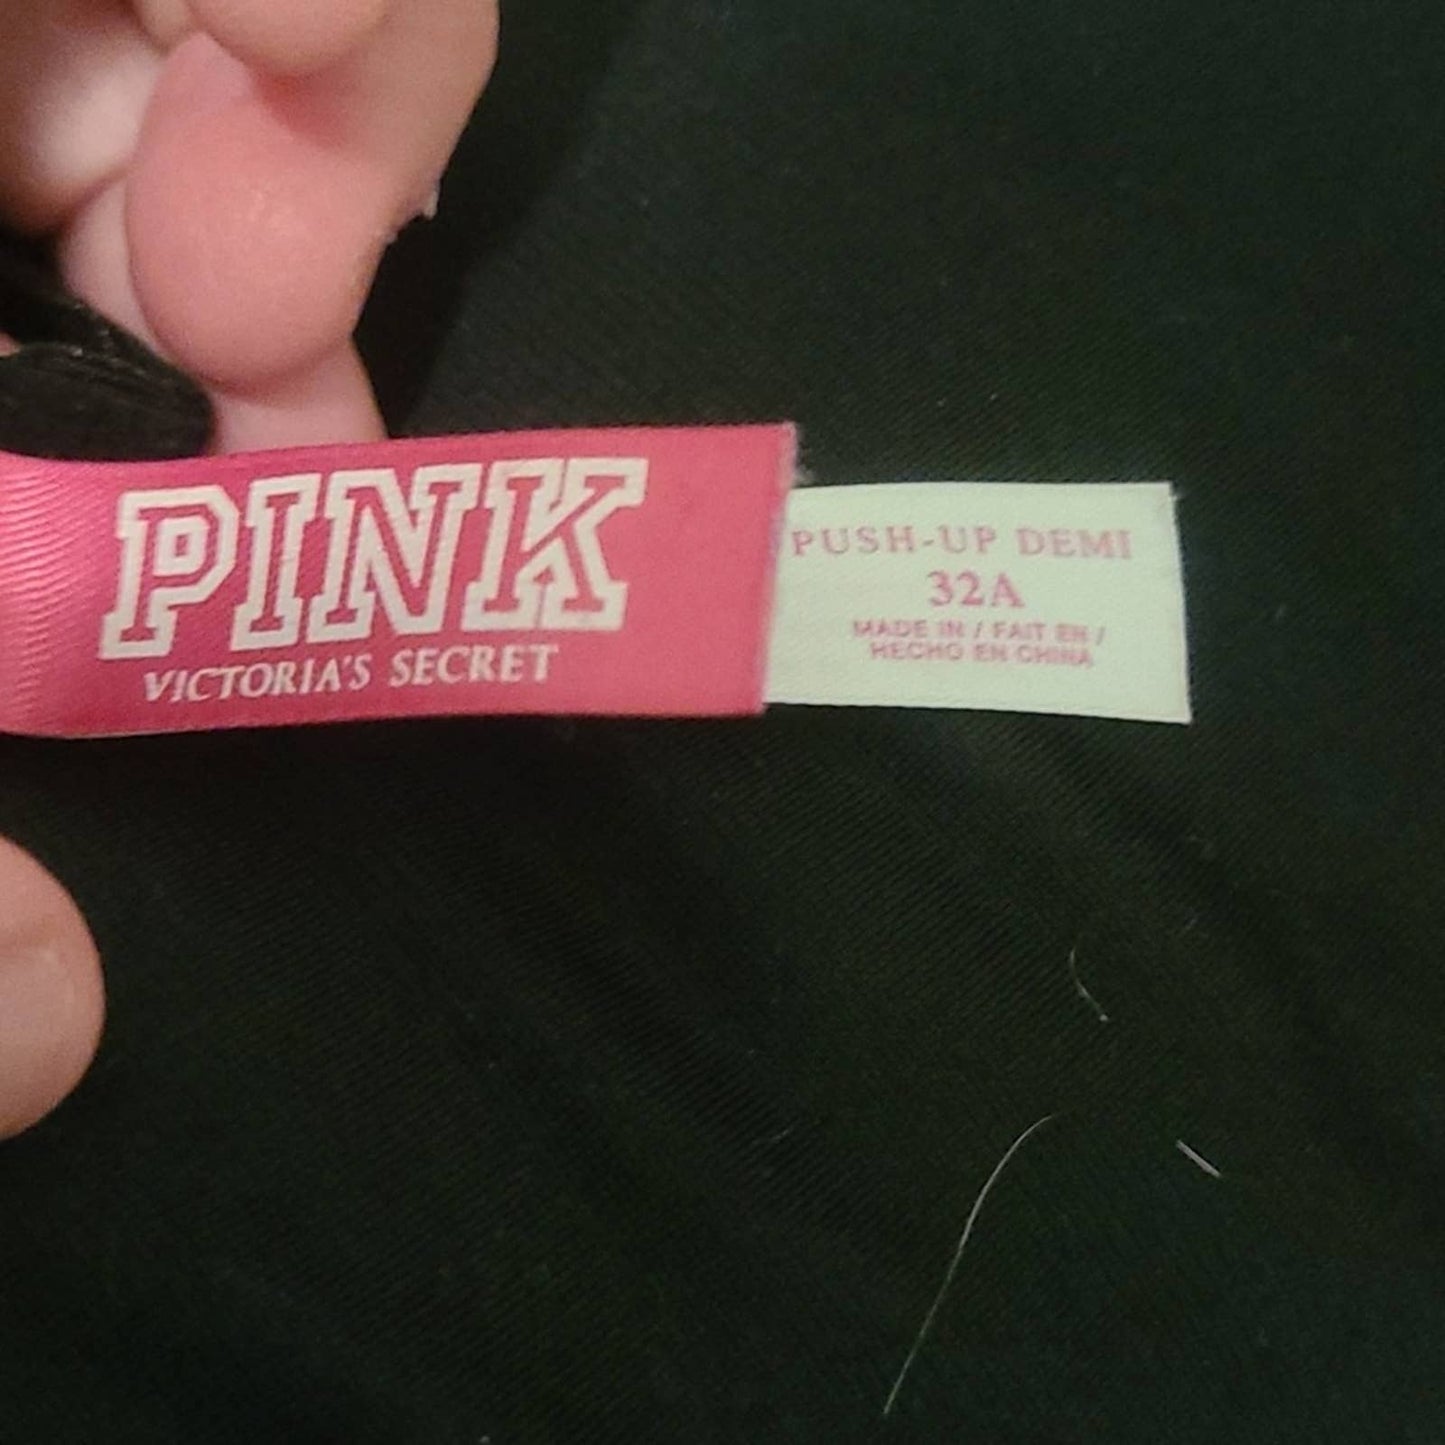 PINK
VICTORIA'S SECRET
PUSH-UP DEMI
32A
MADE IN / FAIT EN /
HECHO EN CHINA